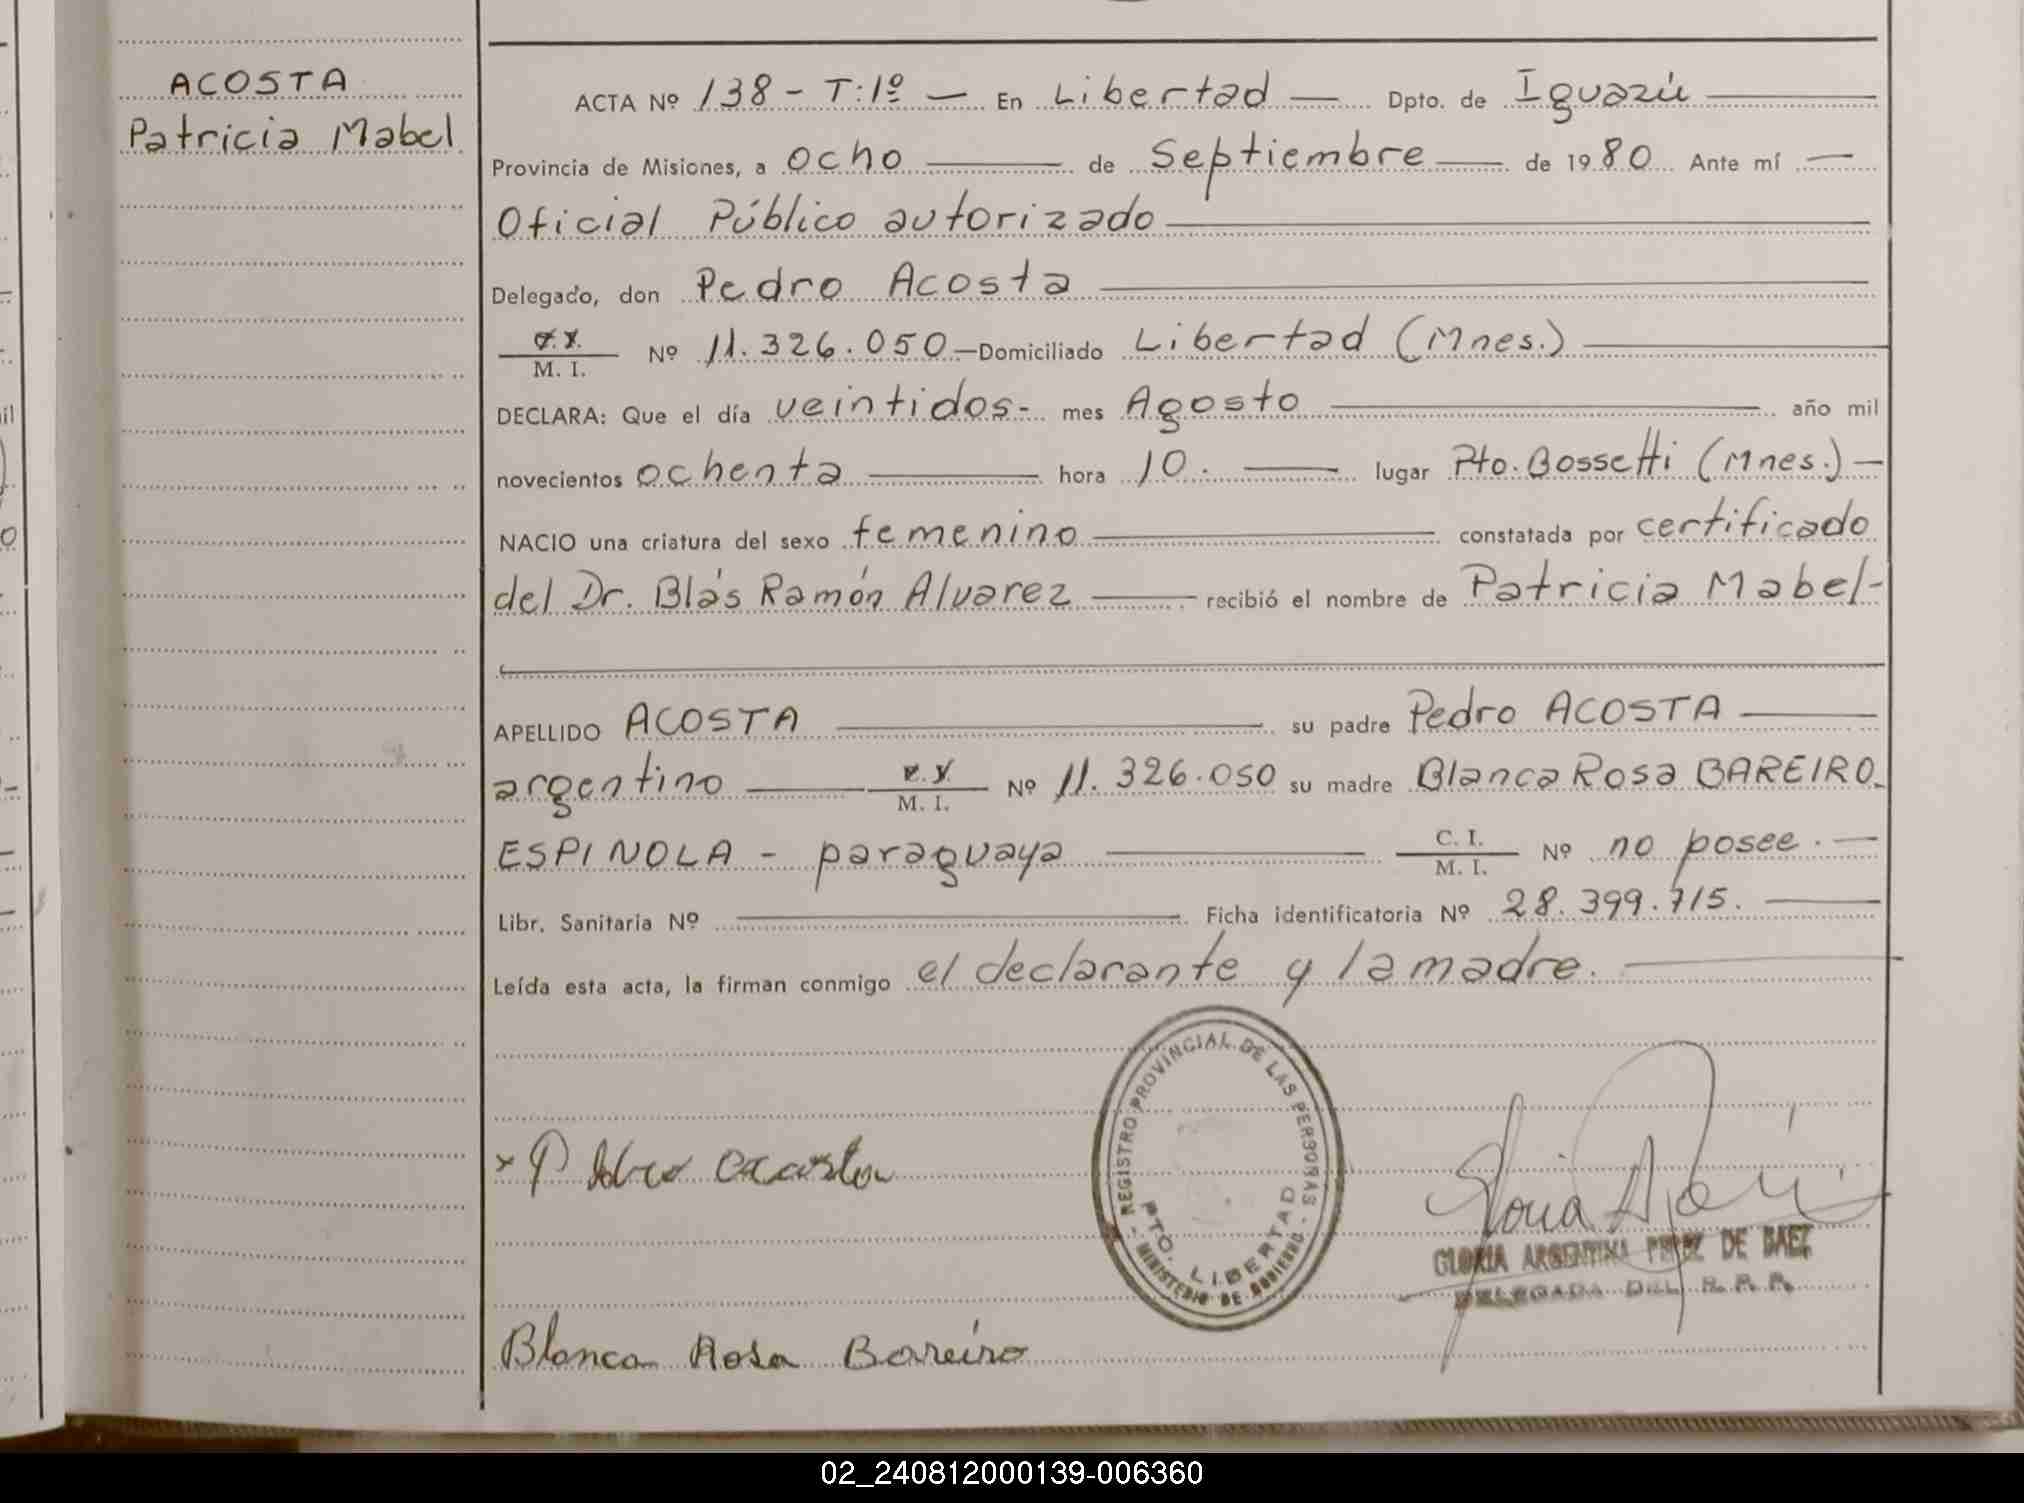 ACOSTA
Patricia Mabel
ACTA Nº 138 - T:1º — En Libertad — Dpto. de Iguazú
Provincia de Misiones, a ocho de Septiembre de 1980 Ante mí —
Oficial Público autorizado
Delegado, don Pedro Acosta
M. I. Nº 11.326.050 — Domiciliado Libertad (Mnes.)
DECLARA: Que el día veintidos - mes Agosto año mil
novecientos ochenta hora 10. lugar Pto. Bossetti (Mnes.) —
NACIO una criatura del sexo femenino constatada por certificado
del Dr. Blás Ramón Alvarez recibió el nombre de Patricia Mabel -
APELLIDO ACOSTA su padre Pedro ACOSTA
argentino M. I. Nº 11.326.050 su madre Blanca Rosa BAREIRO
ESPINOLA - paraguaya C. I. M. I. Nº no posee. —
Libr. Sanitaria Nº Ficha identificatoria Nº 28.399.715.
Leída esta acta, la firman conmigo el declarante y la madre.
REGISTRO PROVINCIAL DE LAS PERSONAS - MINISTERIO DE GOBIERNO -
PTO. LIBERTAD
GLORIA ARGENTINA PEREZ DE BAEZ
DELEGADA DEL R. P. P.
Blanca Rosa Bareiro
02_240812000139-006360